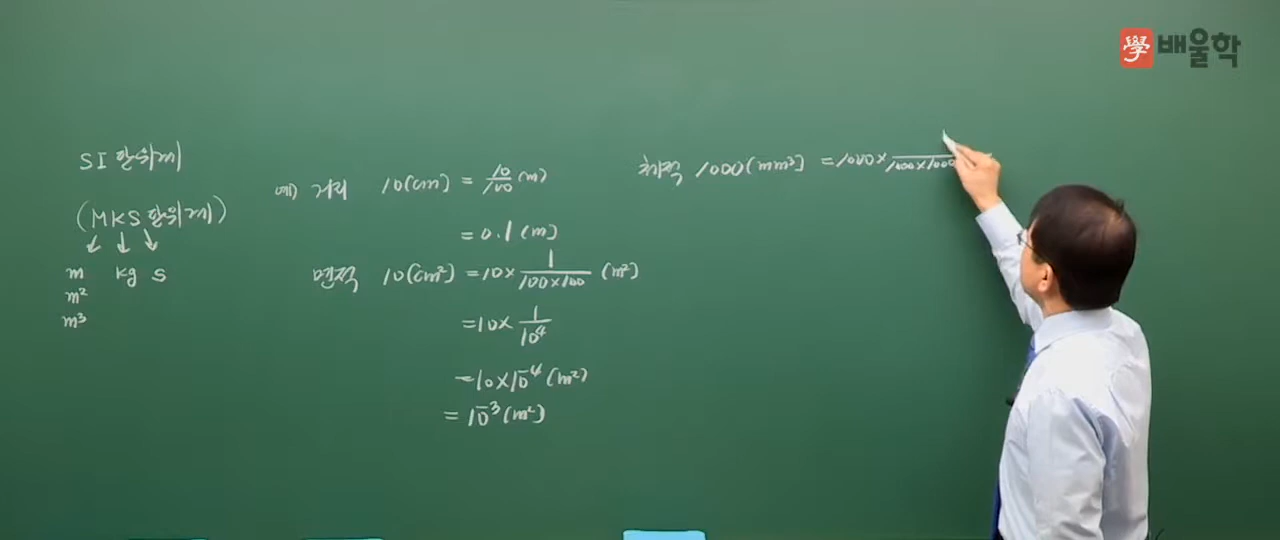 學 배울학
SI 단위계
(MKS 단위계)
m kg s
m²
m³
예) 거리 10(cm) = 10/100 (m)
= 0.1 (m)
면적 10(cm²) = 10 × 1/(100×100) (m²)
= 10 × 1/10⁴
= 10 × 10⁻⁴ (m²)
= 10⁻³ (m²)
체적 1000(mm³) = 1000 × /(1000×1000